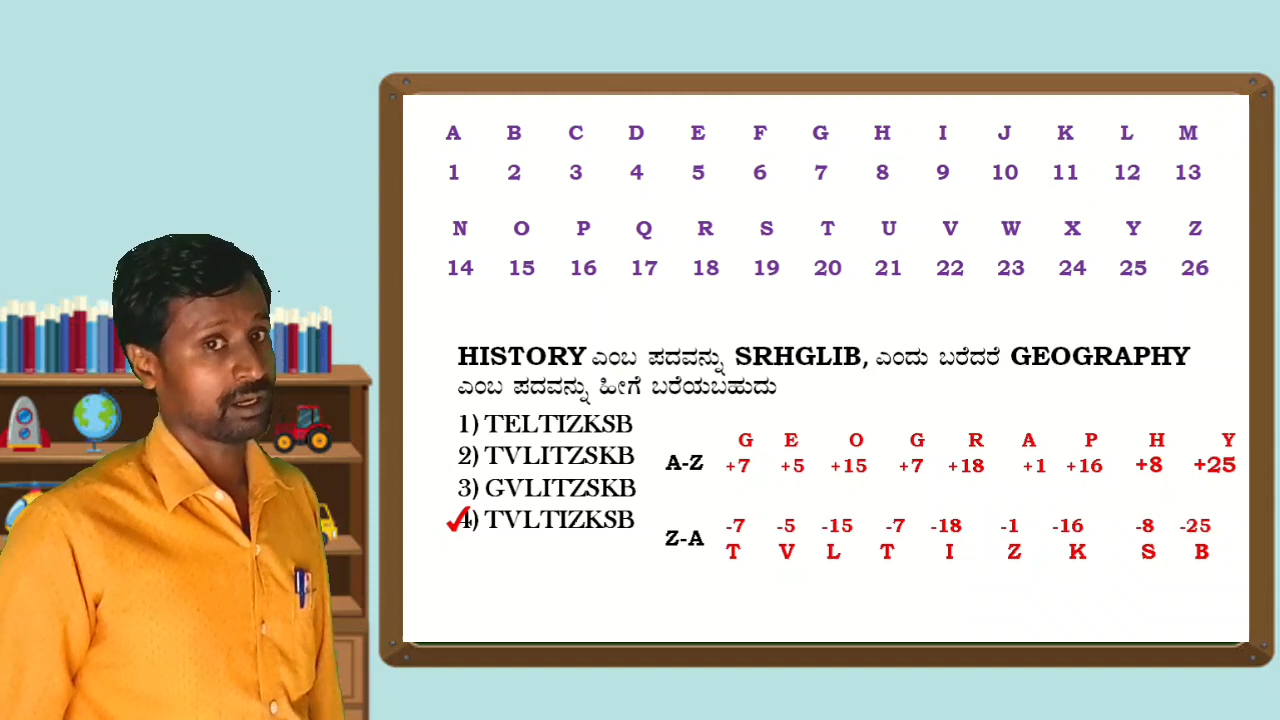 A B C D E F G H I J K L M
1 2 3 4 5 6 7 8 9 10 11 12 13
N O P Q R S T U V W X Y Z
14 15 16 17 18 19 20 21 22 23 24 25 26
HISTORY ಎಂಬ ಪದವನ್ನು SRHGLIB, ಎಂದು ಬರೆದರೆ GEOGRAPHY
ಎಂಬ ಪದವನ್ನು ಹೀಗೆ ಬರೆಯಬಹುದು
1) TELTIZKSB
2) TVLITZSKB
3) GVLITZSKB
4) TVLTIZKSB
G E O G R A P H Y
A-Z +7 +5 +15 +7 +18 +1 +16 +8 +25
Z-A -7 -5 -15 -7 -18 -1 -16 -8 -25
T V L T I Z K S B